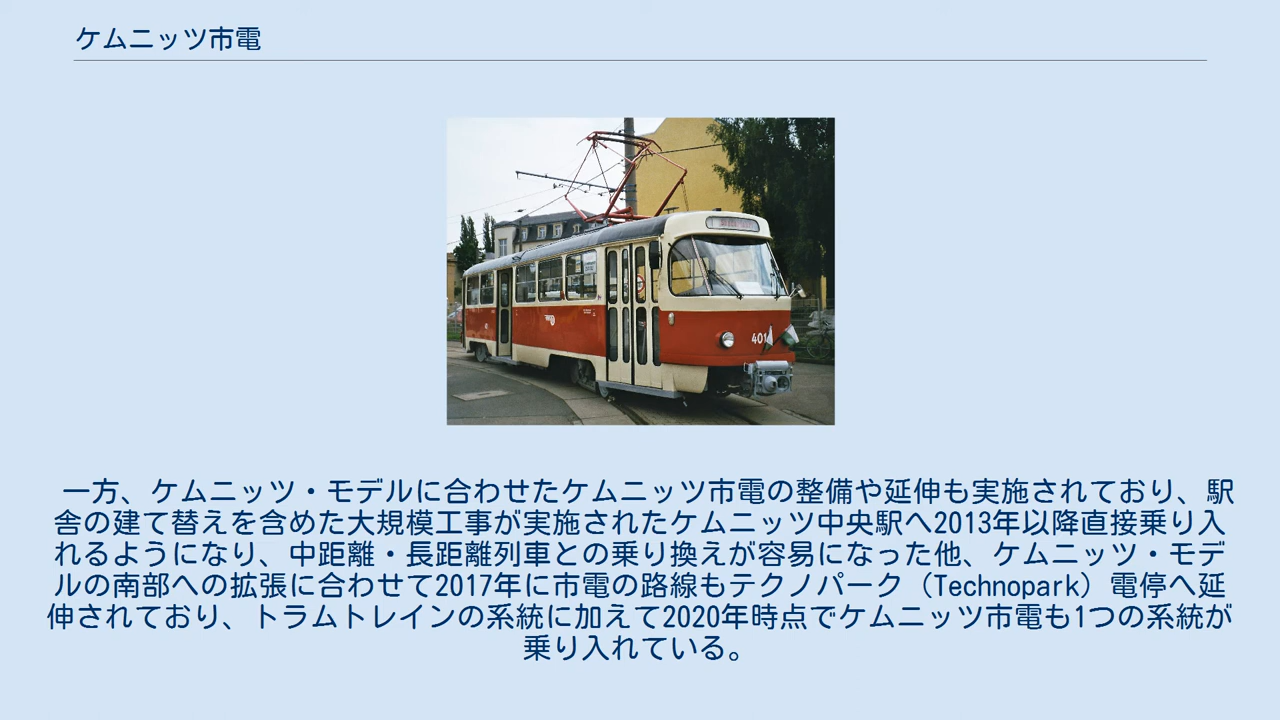 ケムニッツ市電
401
一方、ケムニッツ・モデルに合わせたケムニッツ市電の整備や延伸も実施されており、駅
舎の建て替えを含めた大規模工事が実施されたケムニッツ中央駅へ2013年以降直接乗り入
れるようになり、中距離・長距離列車との乗り換えが容易になった他、ケムニッツ・モデ
ルの南部への拡張に合わせて2017年に市電の路線もテクノパーク（Technopark）電停へ延
伸されており、トラムトレインの系統に加えて2020年時点でケムニッツ市電も1つの系統が
乗り入れている。